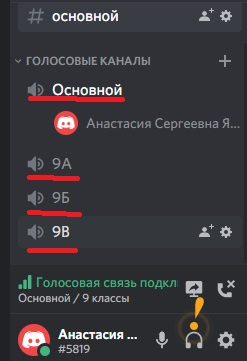 # основной
ГОЛОСОВЫЕ КАНАЛЫ
Основной
Анастасия Сергеевна Я...
9А
9Б
9В
Голосовая связь подкл
Основной / 9 классы
Анастасия ...
#5819